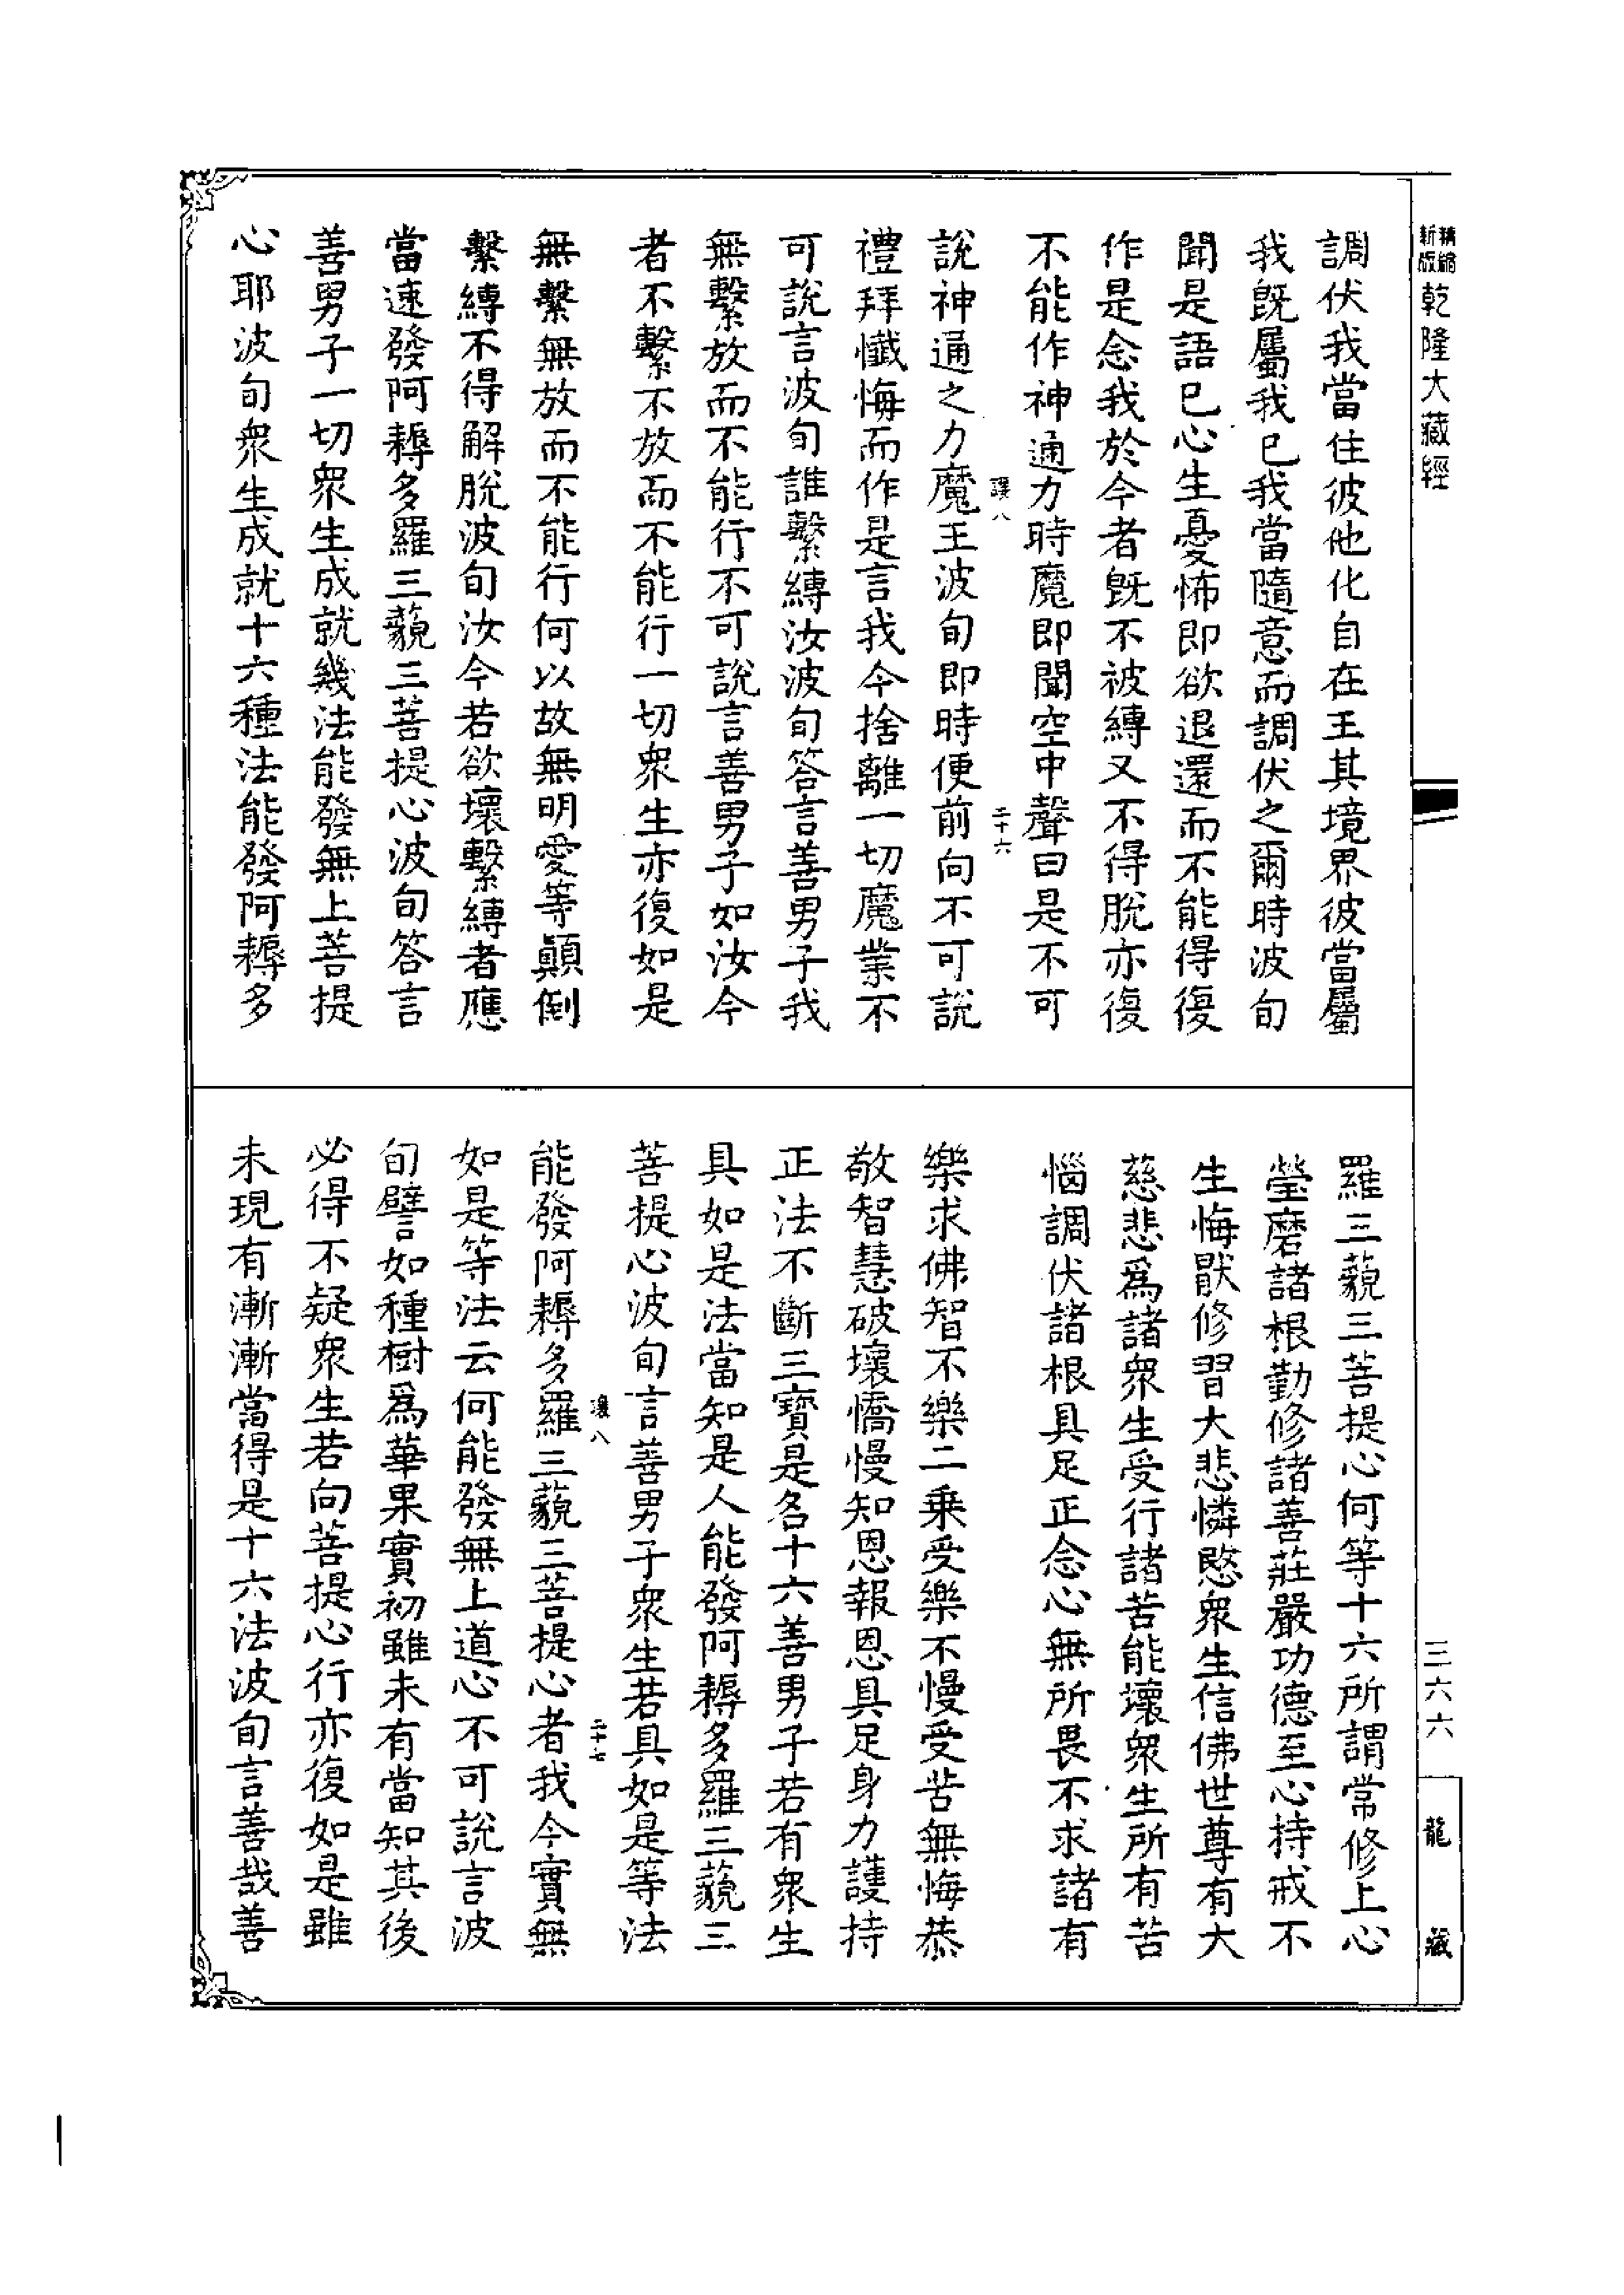 新精版縮乾隆大藏經
調伏我當住彼他化自在王其境界彼當屬
我旣屬我已我當隨意而調伏之爾時波旬
聞是語已心生憂怖即欲退還而不能得復
作是念我於今者旣不被縛又不得脫亦復
不能作神通力時魔即聞空中聲曰是不可
說神通之力魔王波旬即時便前向不可說
禮拜懺悔而作是言我今捨離一切魔業不
可說言波旬誰繫縛汝波旬答言善男子我
無繫放而不能行不可說言善男子如汝今
者不繫不放而不能行一切衆生亦復如是
無繫無放而不能行何以故無明愛等顚倒
繫縛不得解脫波旬汝今若欲壞繫縛者應
當速發阿耨多羅三藐三菩提心波旬答言
善男子一切衆生成就幾法能發無上菩提
心耶波旬衆生成就十六種法能發阿耨多
八
二十六
羅三藐三菩提心何等十六所謂常修上心
瑩磨諸根勤修諸善莊嚴功德至心持戒不
生悔厭修習大悲憐愍衆生信佛世尊有大
慈悲爲諸衆生受行諸苦能壞衆生所有苦
惱調伏諸根具足正念心無所畏不求諸有
樂求佛智不樂二乘受樂不慢受苦無悔恭
敬智慧破壞憍慢知恩報恩具足身力護持
正法不斷三寶是名十六善男子若有衆生
具如是法當知是人能發阿耨多羅三藐三
菩提心波旬言善男子衆生若具如是等法
能發阿耨多羅三藐三菩提心者我今實無
如是等法云何能發無上道心不可說言波
旬譬如種樹爲華果實初雖未有當知其後
必得不疑衆生若向菩提心行亦復如是雖
未現有漸漸當得是十六法波旬言善哉善
八
二十七
三六六
龍藏